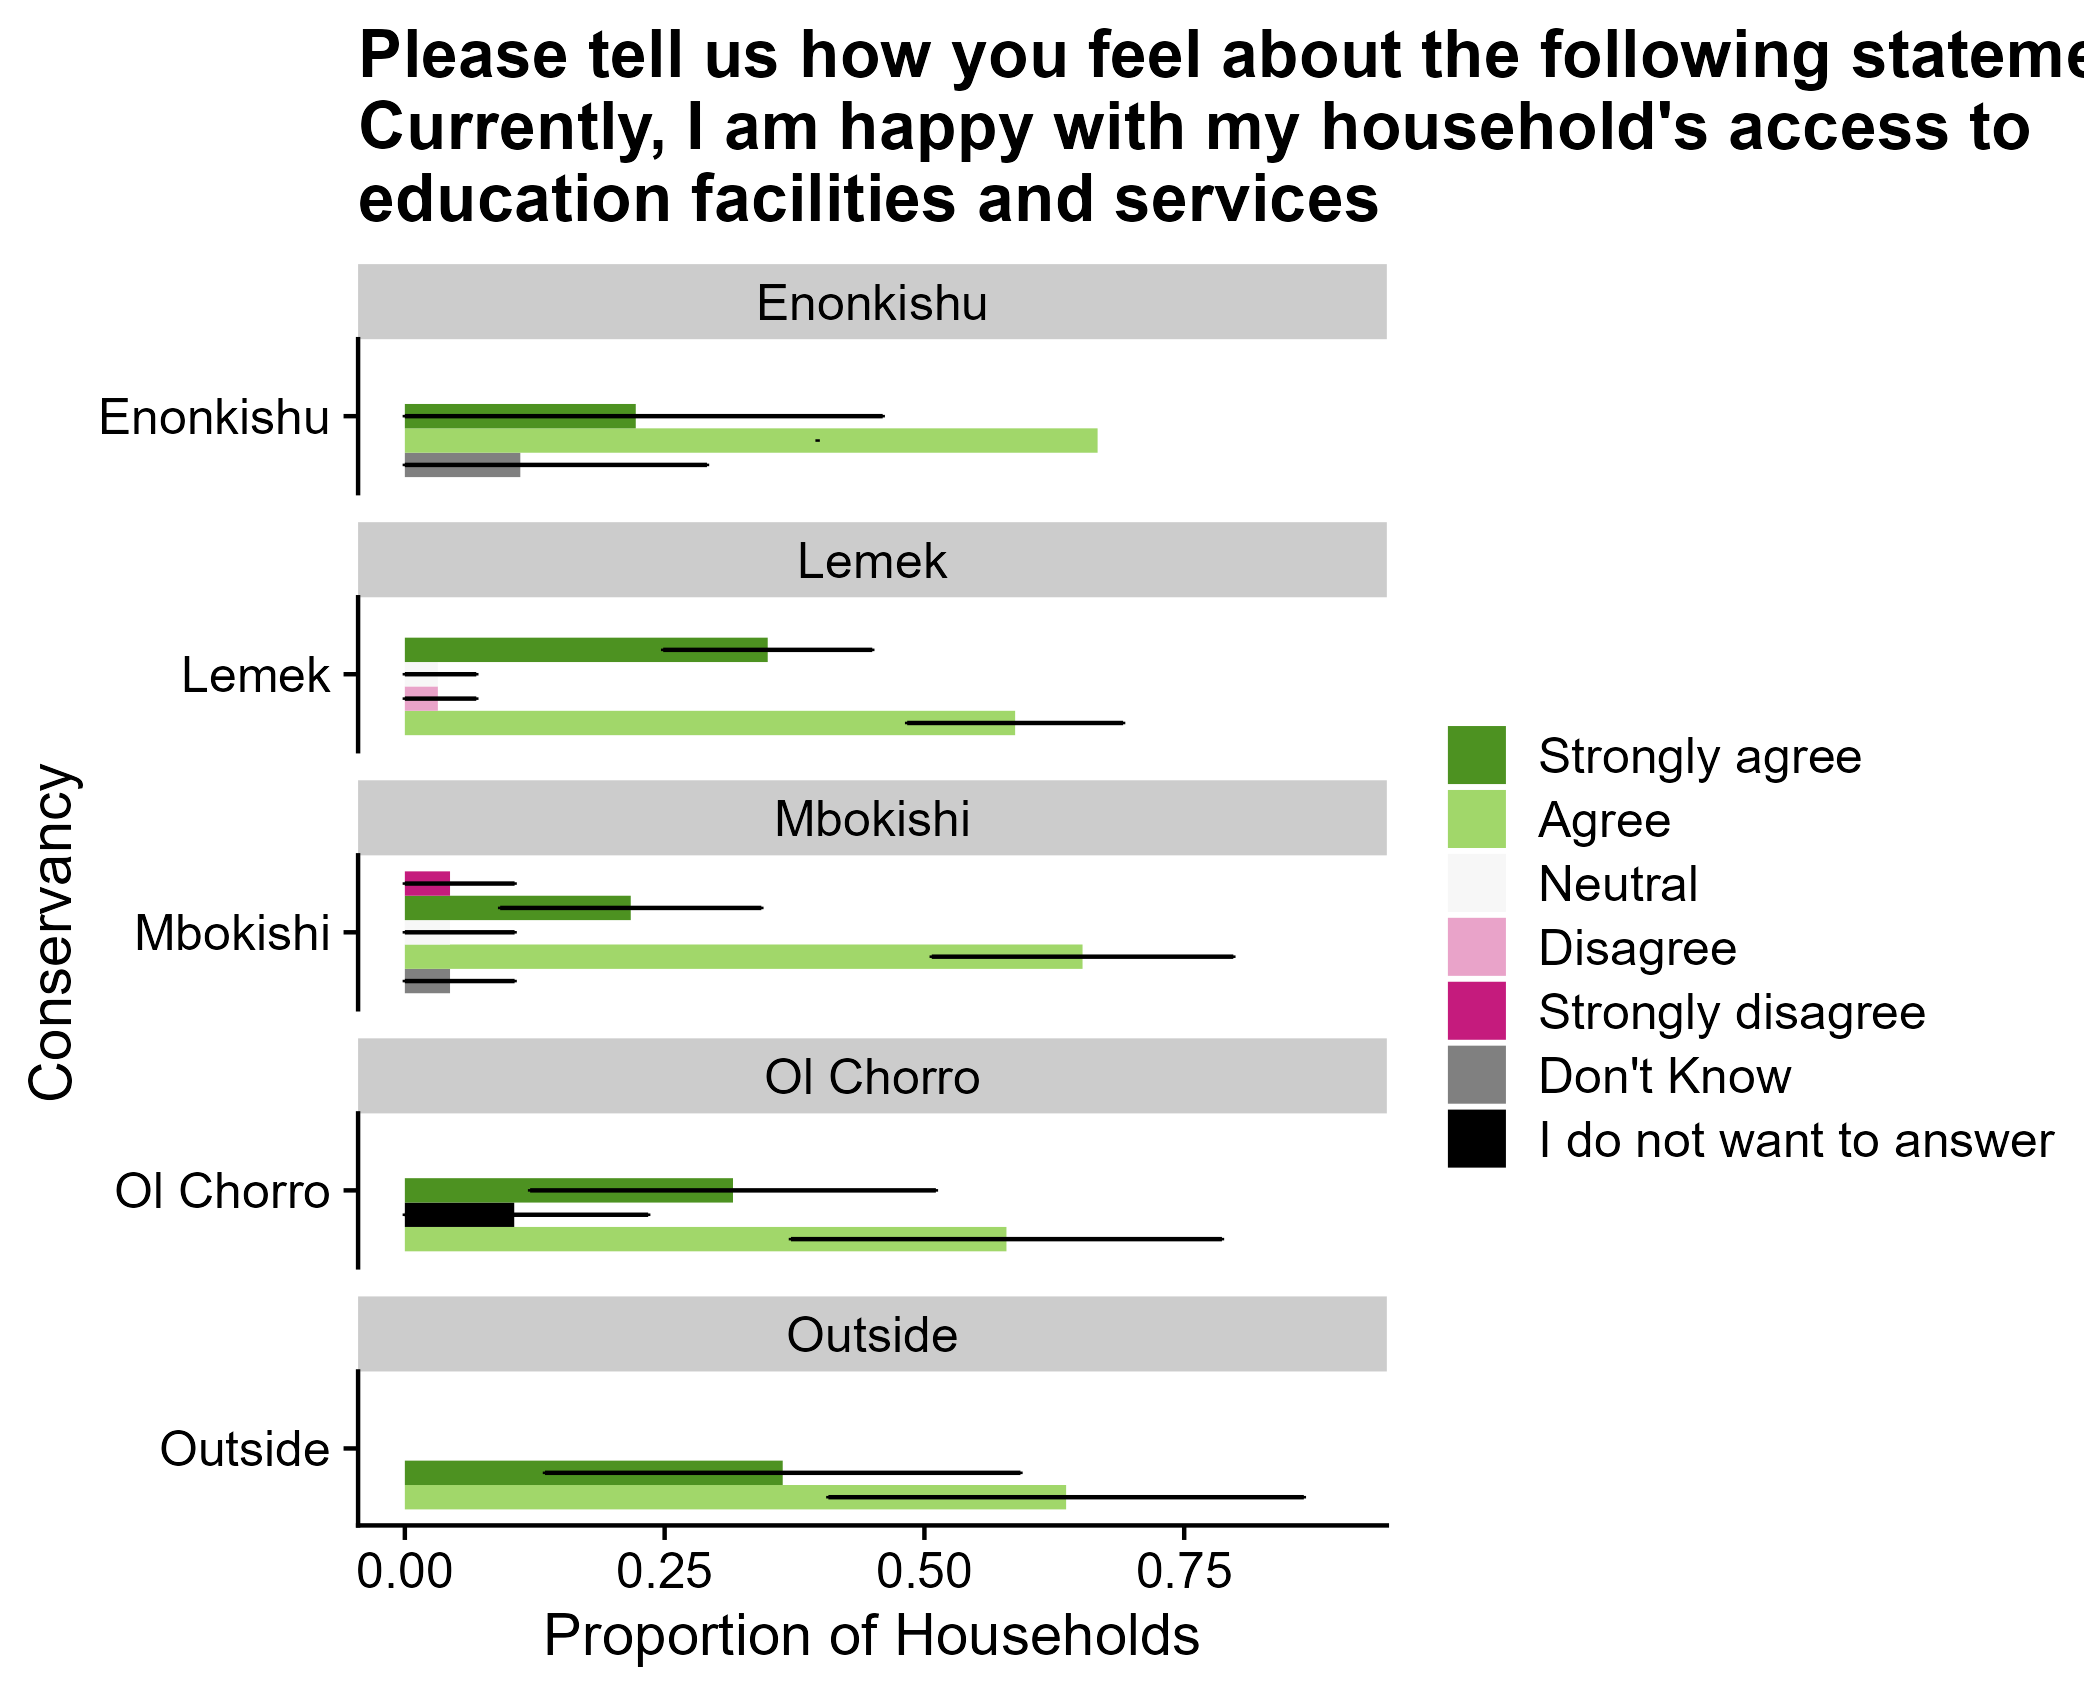 Please tell us how you feel about the following stateme
Currently, I am happy with my household's access to
education facilities and services
Enonkishu
Enonkishu
Lemek
Lemek
Mbokishi
Mbokishi
Ol Chorro
Ol Chorro
Outside
Outside
0.00 0.25 0.50 0.75
Proportion of Households
Conservancy
Strongly agree
Agree
Neutral
Disagree
Strongly disagree
Don't Know
I do not want to answer